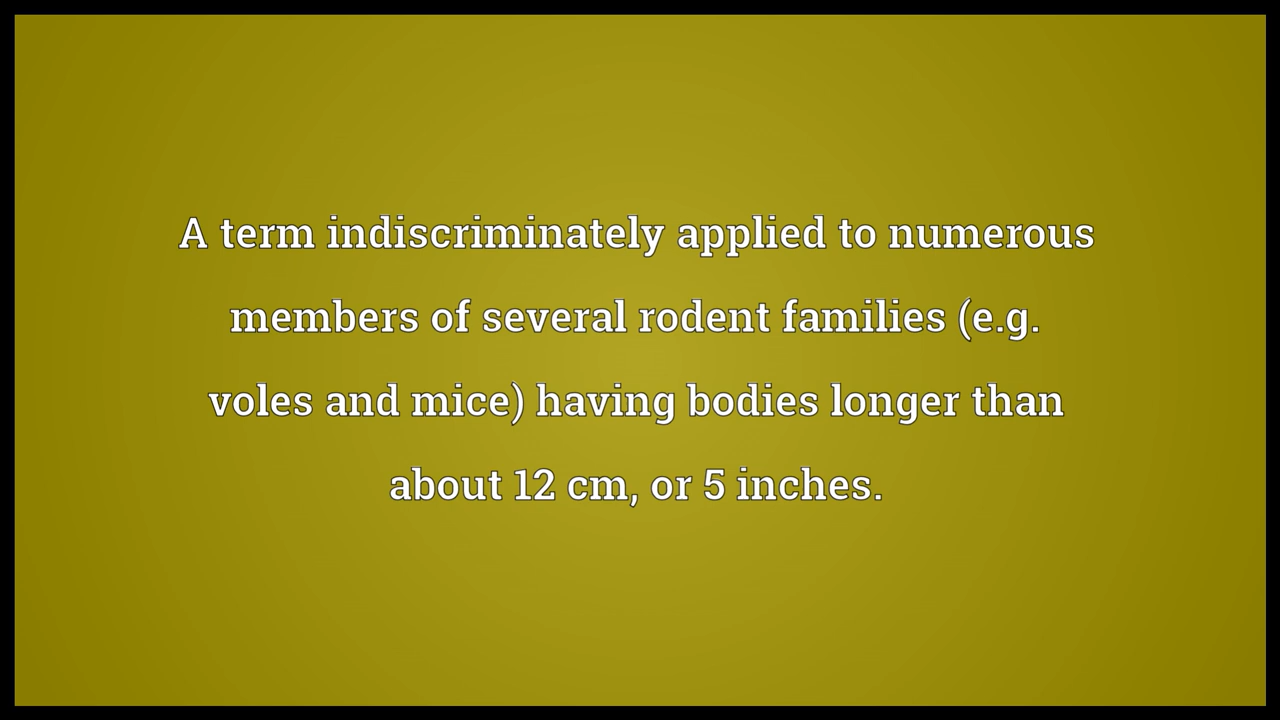 A term indiscriminately applied to numerous
members of several rodent families (e.g.
voles and mice) having bodies longer than
about 12 cm, or 5 inches.